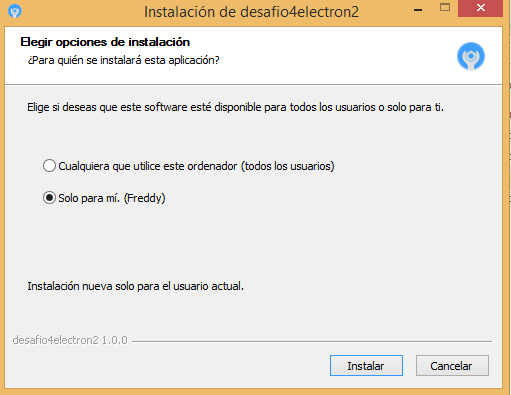 Instalación de desafio4electron2
Elegir opciones de instalación
¿Para quién se instalará esta aplicación?
Elige si deseas que este software esté disponible para todos los usuarios o solo para ti.
Cualquiera que utilice este ordenador (todos los usuarios)
Solo para mí. (Freddy)
Instalación nueva solo para el usuario actual.
desafio4electron2 1.0.0
Instalar
Cancelar